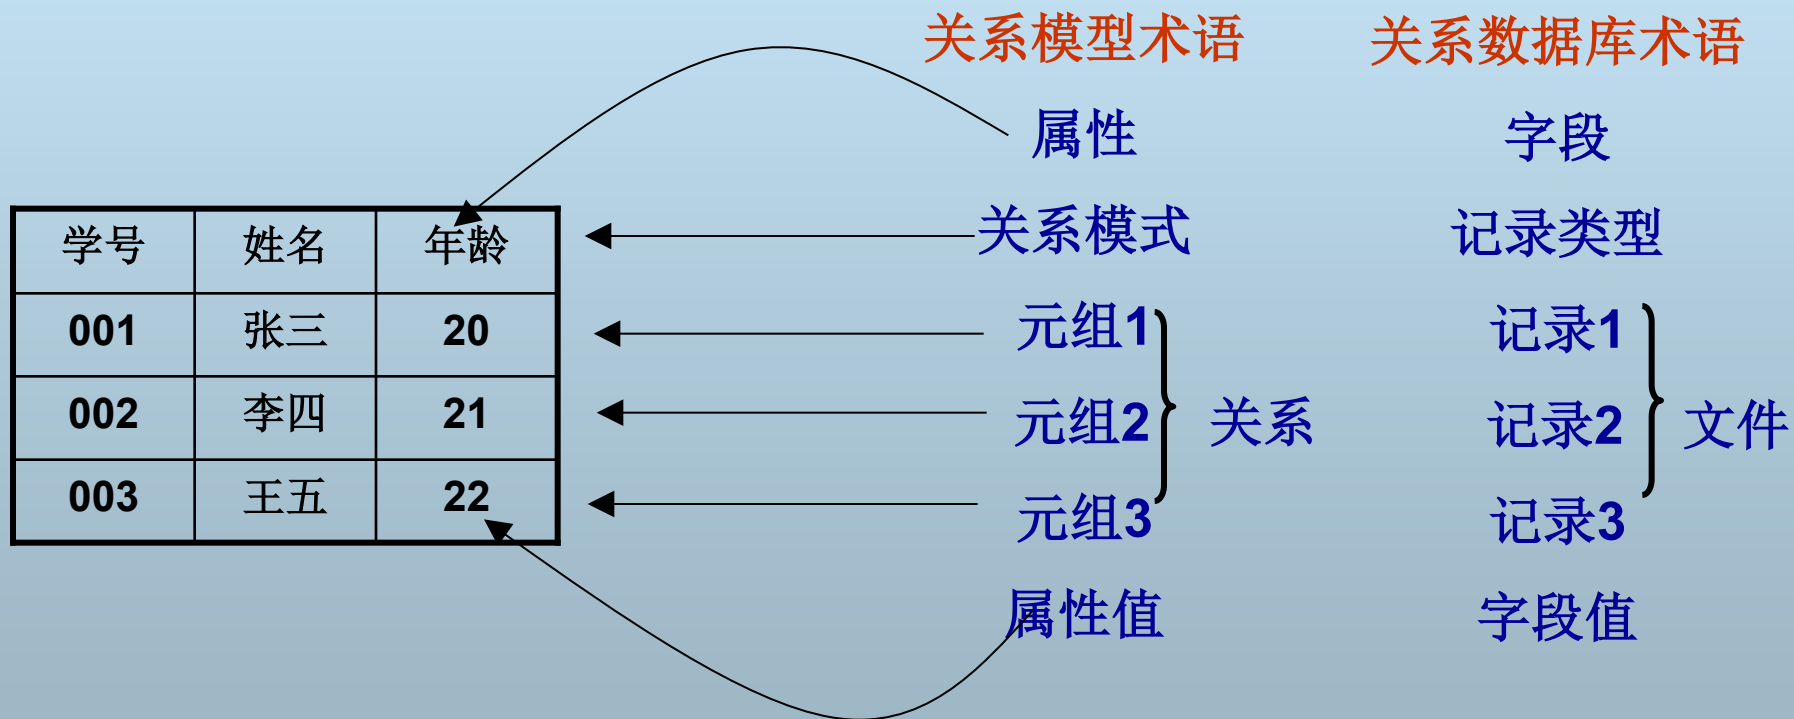 关系模型术语 关系数据库术语
属性 字段
关系模式 记录类型
学号 姓名 年龄
001 张三 20
002 李四 21
003 王五 22
元组1 记录1
元组2 关系 记录2 文件
元组3 记录3
属性值 字段值